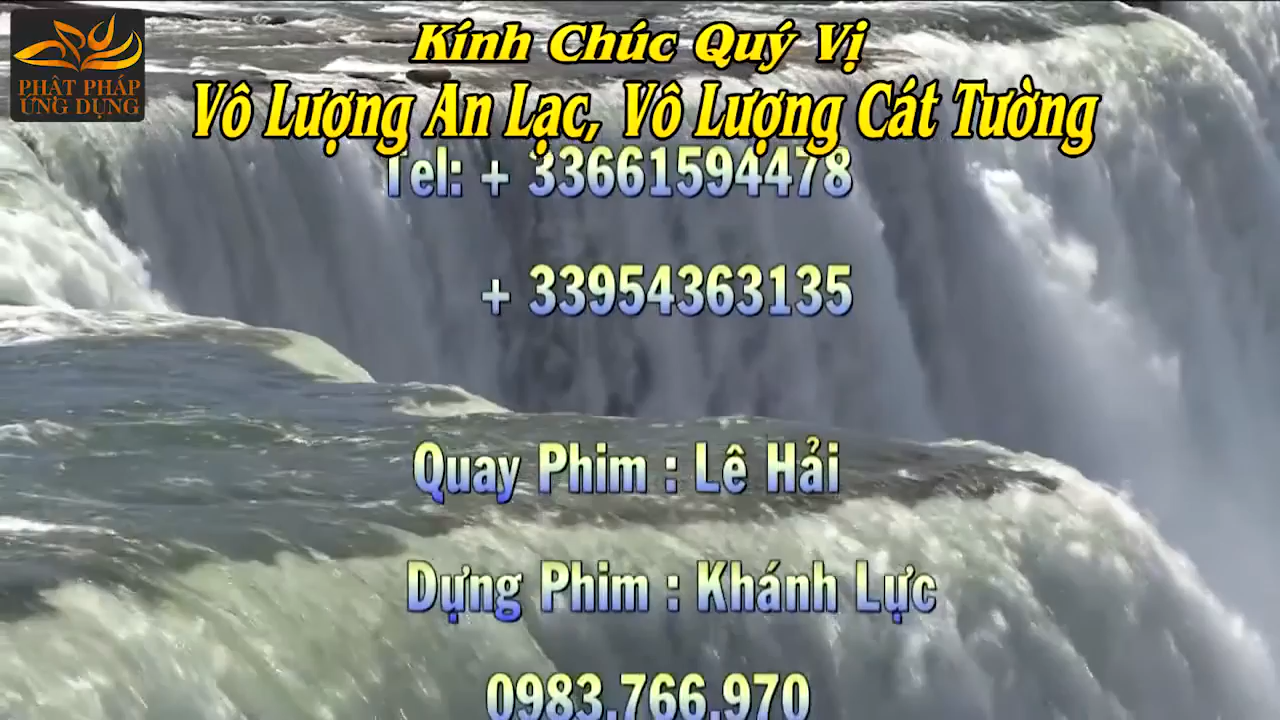 PHẬT PHÁP
ỨNG DỤNG
Kính Chúc Quý Vị
Vô Lượng An Lạc, Vô Lượng Cát Tường
Tel: + 33661594478
+ 33954363135
Quay Phim : Lê Hải
Dựng Phim : Khánh Lực
0983.766.970